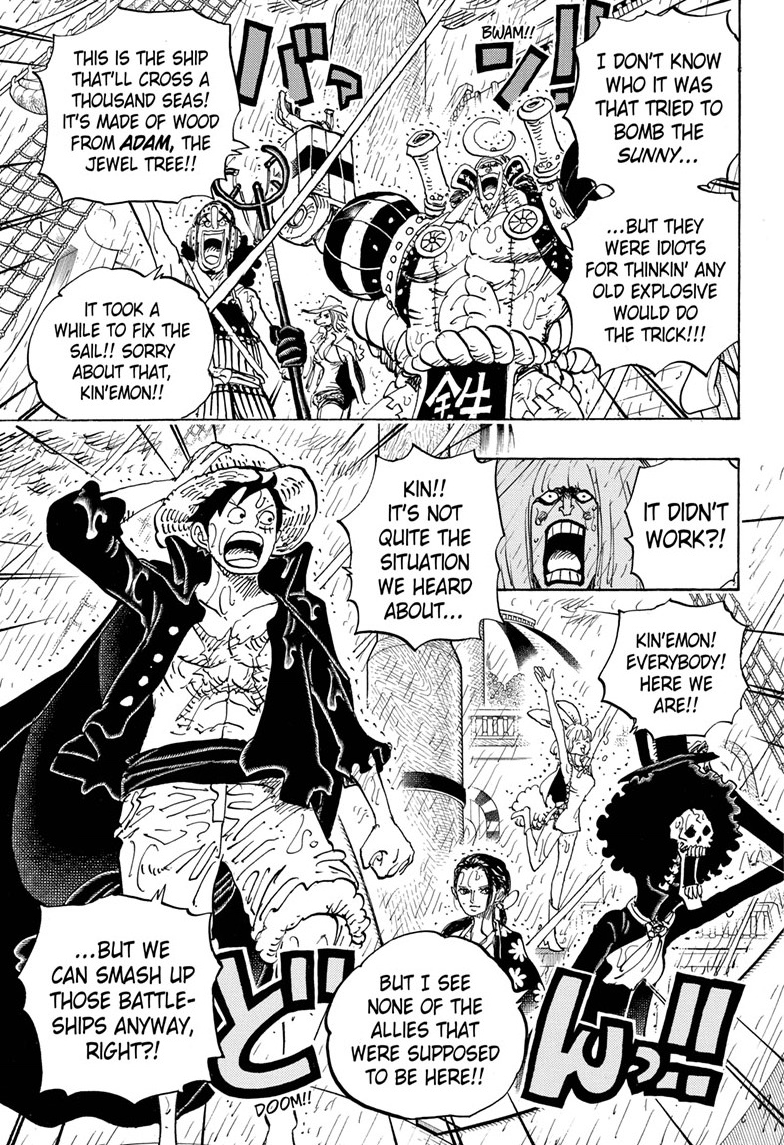 BWAM!!
バァン!!
I DON'T KNOW
WHO IT WAS
THAT TRIED TO
BOMB THE
SUNNY...
...BUT THEY
WERE IDIOTS
FOR THINKIN' ANY
OLD EXPLOSIVE
WOULD DO
THE TRICK!!!
鉄
THIS IS THE SHIP
THAT'LL CROSS A
THOUSAND SEAS!
IT'S MADE OF WOOD
FROM ADAM, THE
JEWEL TREE!!
IT TOOK A
WHILE TO FIX THE
SAIL!! SORRY
ABOUT THAT,
KIN'EMON!!
IT DIDN'T
WORK?!
KIN!!
IT'S NOT
QUITE THE
SITUATION
WE HEARD
ABOUT...
KIN'EMON!
EVERYBODY!
HERE WE
ARE!!
BUT I SEE
NONE OF THE
ALLIES THAT
WERE SUPPOSED
TO BE HERE!!
...BUT WE
CAN SMASH UP
THOSE BATTLE-
SHIPS ANYWAY,
RIGHT?!
ドんっ!!
DOOM!!